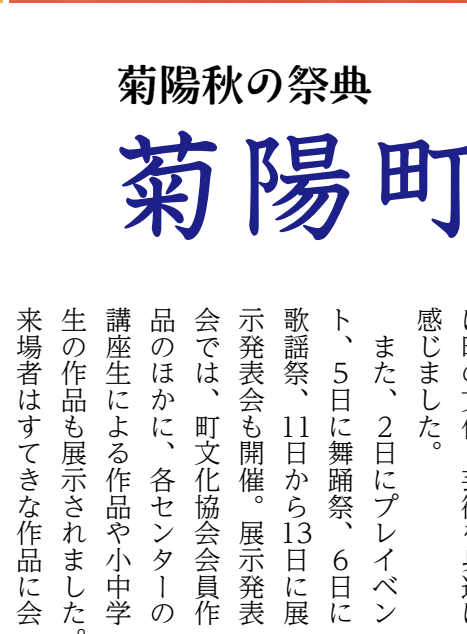 菊陽秋の祭典
菊陽町
感じました。
また、2日にプレイベン
ト、5日に舞踊祭、6日に
歌謡祭、11日から13日に展
示発表会も開催。展示発表
会では、町文化協会会員作
品のほかに、各センターの
講座生による作品や小中学
生の作品も展示されました。
来場者はすてきな作品に会